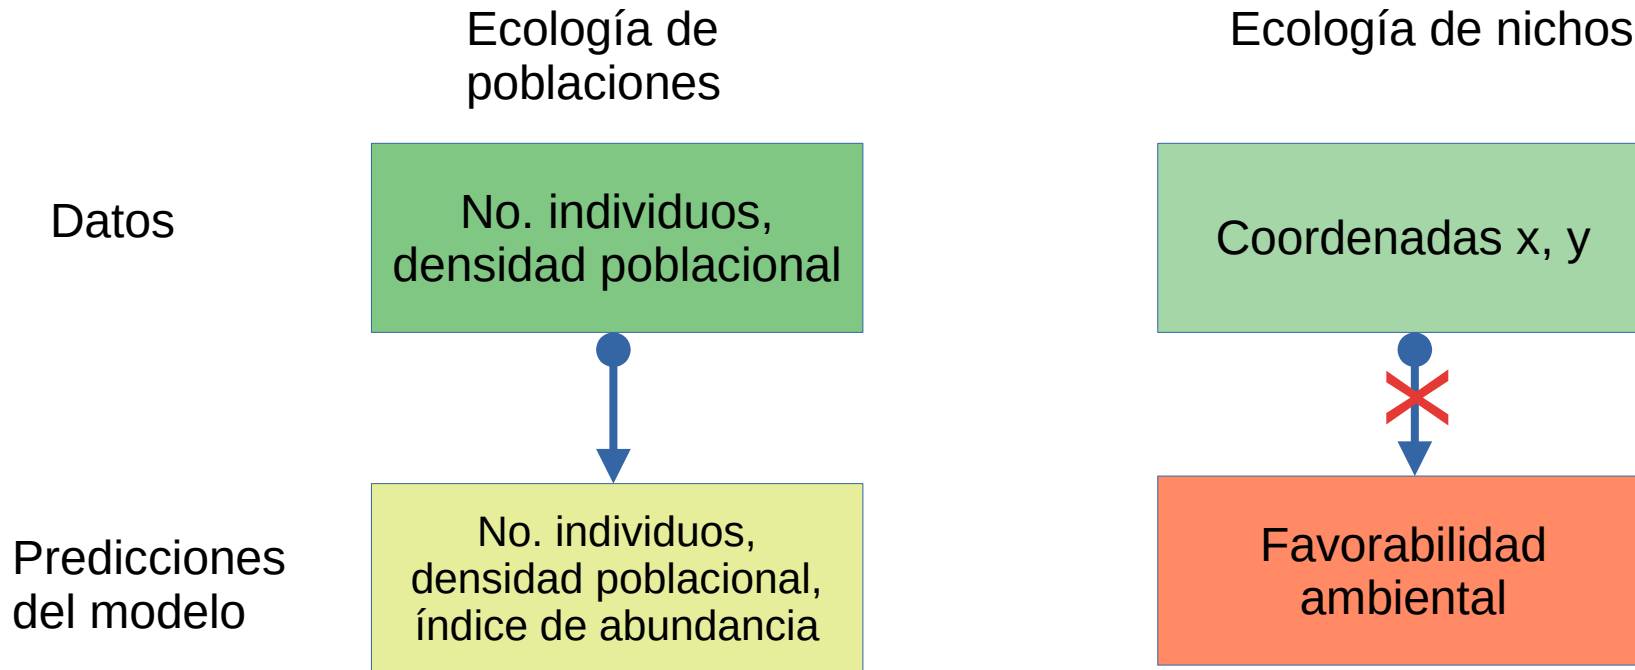 Ecología de
poblaciones
Ecología de nichos
Datos
No. individuos,
densidad poblacional
Coordenadas x, y
Predicciones
del modelo
No. individuos,
densidad poblacional,
índice de abundancia
Favorabilidad
ambiental